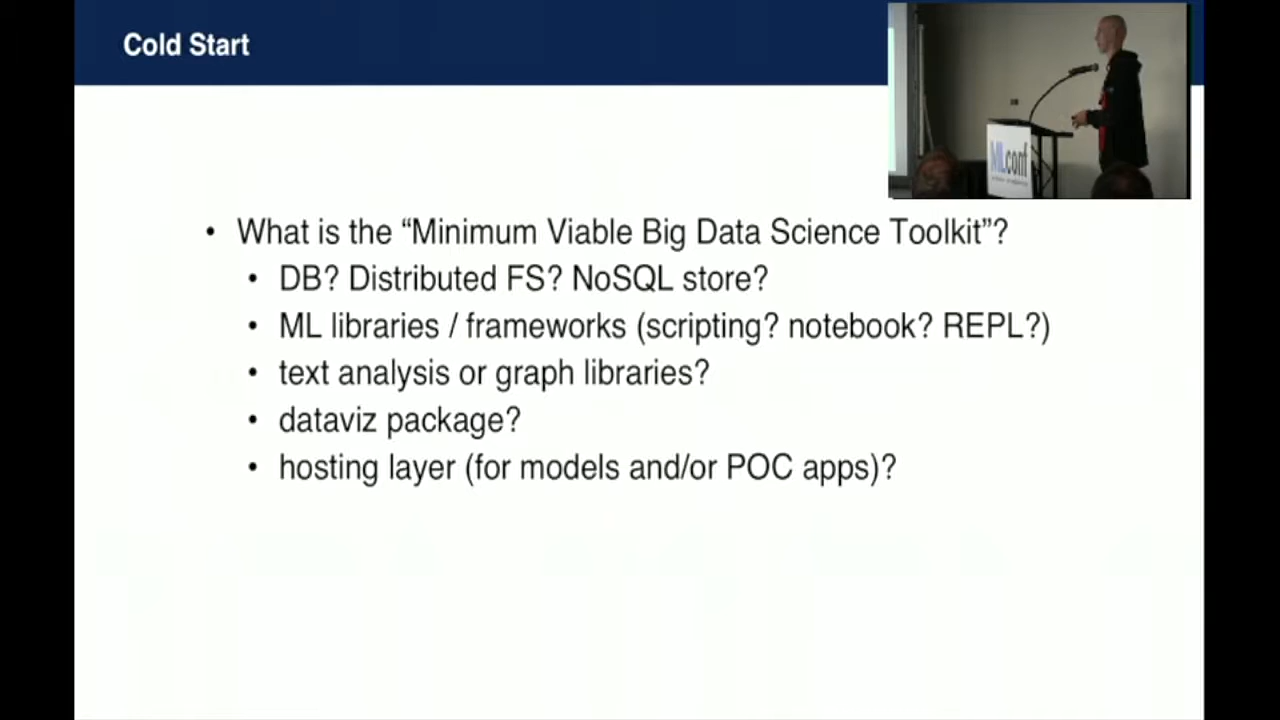 Cold Start
MLconf
• What is the “Minimum Viable Big Data Science Toolkit”?
• DB? Distributed FS? NoSQL store?
• ML libraries / frameworks (scripting? notebook? REPL?)
• text analysis or graph libraries?
• dataviz package?
• hosting layer (for models and/or POC apps)?